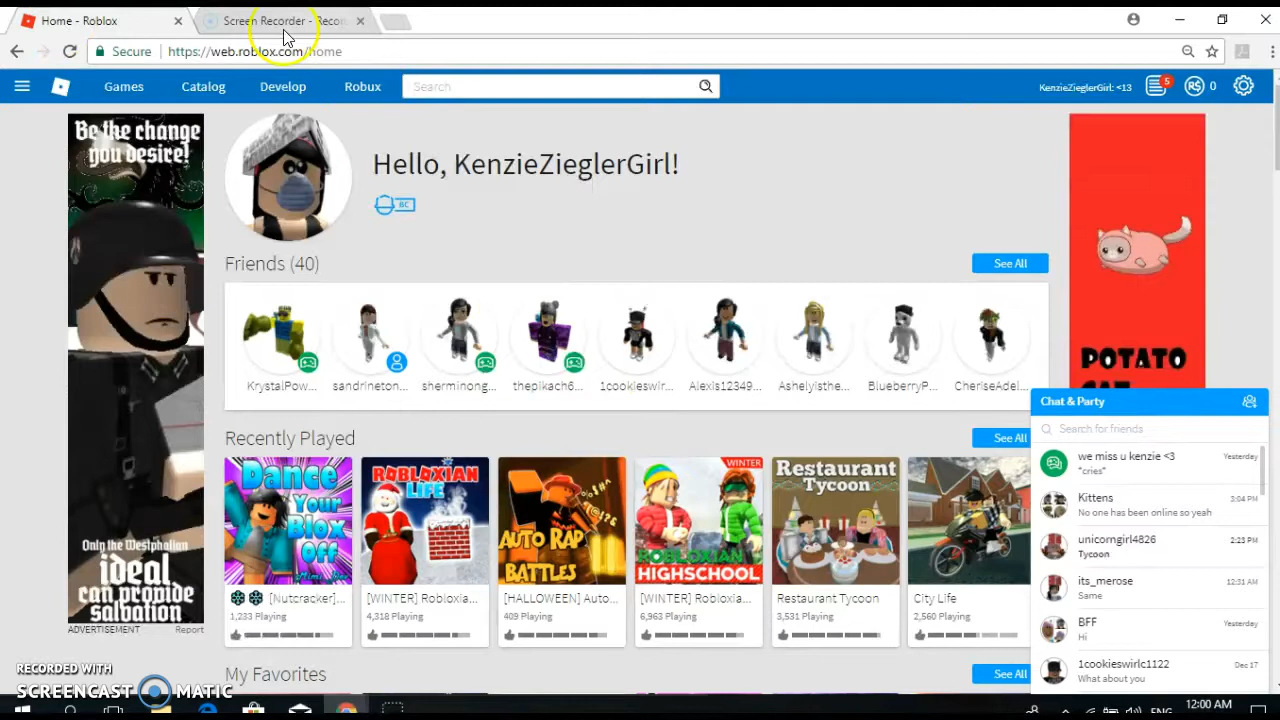 Home - Roblox
Screen Recorder - Recor
Secure
https://web.roblox.com/home
Games
Catalog
Develop
Robux
Search
KenzieZieglerGirl: <13
5
R$ 0
Be the change
you desire!
Only the Westphalian
ideal
can provide
salvation
ADVERTISEMENT
Report
Hello, KenzieZieglerGirl!
BC
Friends (40)
See All
KrystalPow...
sandrineton...
sherminong...
thepikach6...
1cookieswir...
Alexis12349...
Ashelyisthe...
BlueberryP...
CheriseAdel...
POTATO
Recently Played
See All
Dance
Your
Blox
Off
ROBLOXIAN
LIFE
AUTO RAP
BATTLES
WINTER
ROBLOXIAN
HIGHSCHOOL
Restaurant
Tycoon
[Nutcracker]...
1,233 Playing
[WINTER] Robloxia...
4,318 Playing
[HALLOWEEN] Auto...
409 Playing
[WINTER] Robloxia...
6,963 Playing
Restaurant Tycoon
3,531 Playing
City Life
2,560 Playing
My Favorites
See All
Chat & Party
Search for friends
we miss u kenzie <3
Yesterday
*cries*
Kittens
3:04 PM
No one has been online so yeah
unicorngirl4826
2:23 PM
Tycoon
its_merose
12:31 AM
Same
BFF
Yesterday
Hi
1cookieswirlc1122
Dec 17
What about you
RECORDED WITH
SCREENCAST MATIC
ENG
12:00 AM